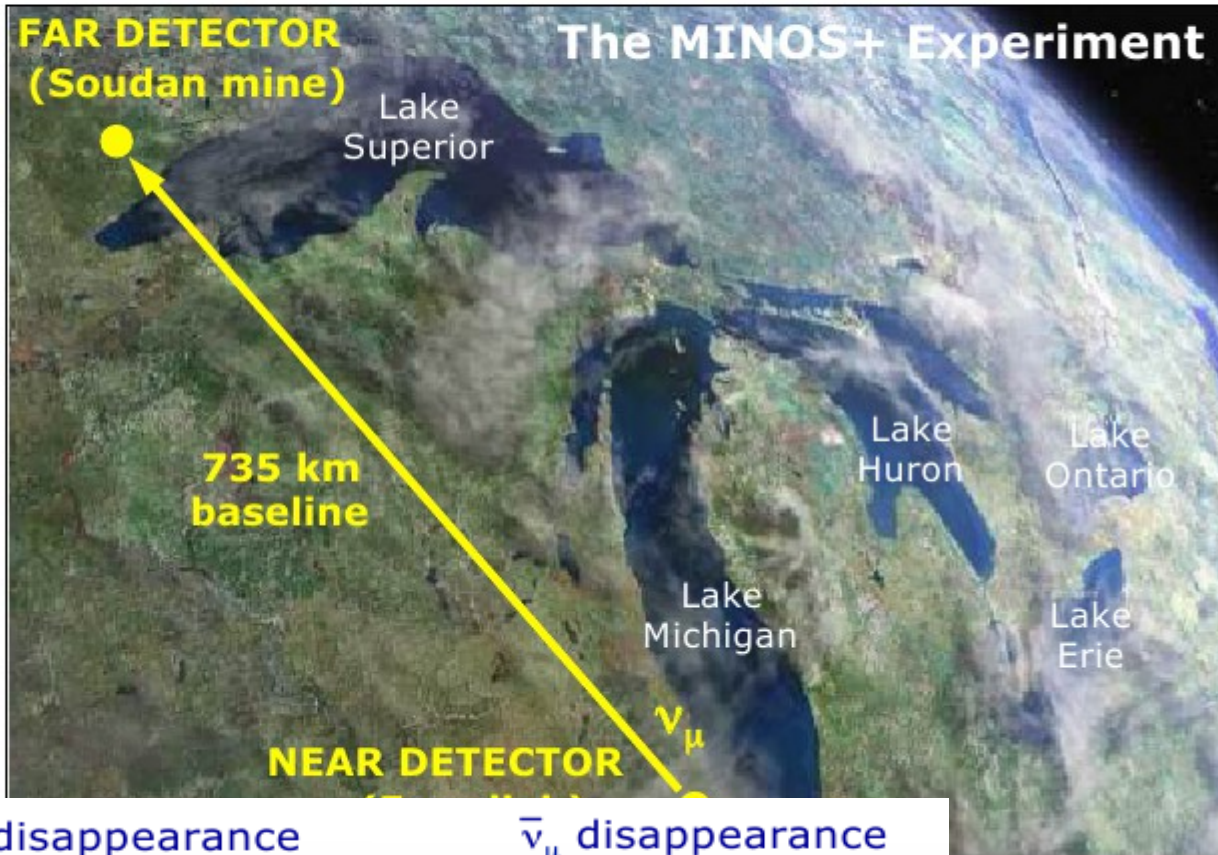 FAR DETECTOR
(Soudan mine)
The MINOS+ Experiment
Lake
Superior
735 km
baseline
Lake
Huron
Lake
Ontario
Lake
Michigan
Lake
Erie
νμ
NEAR DETECTOR
disappearance
ν̄μ disappearance